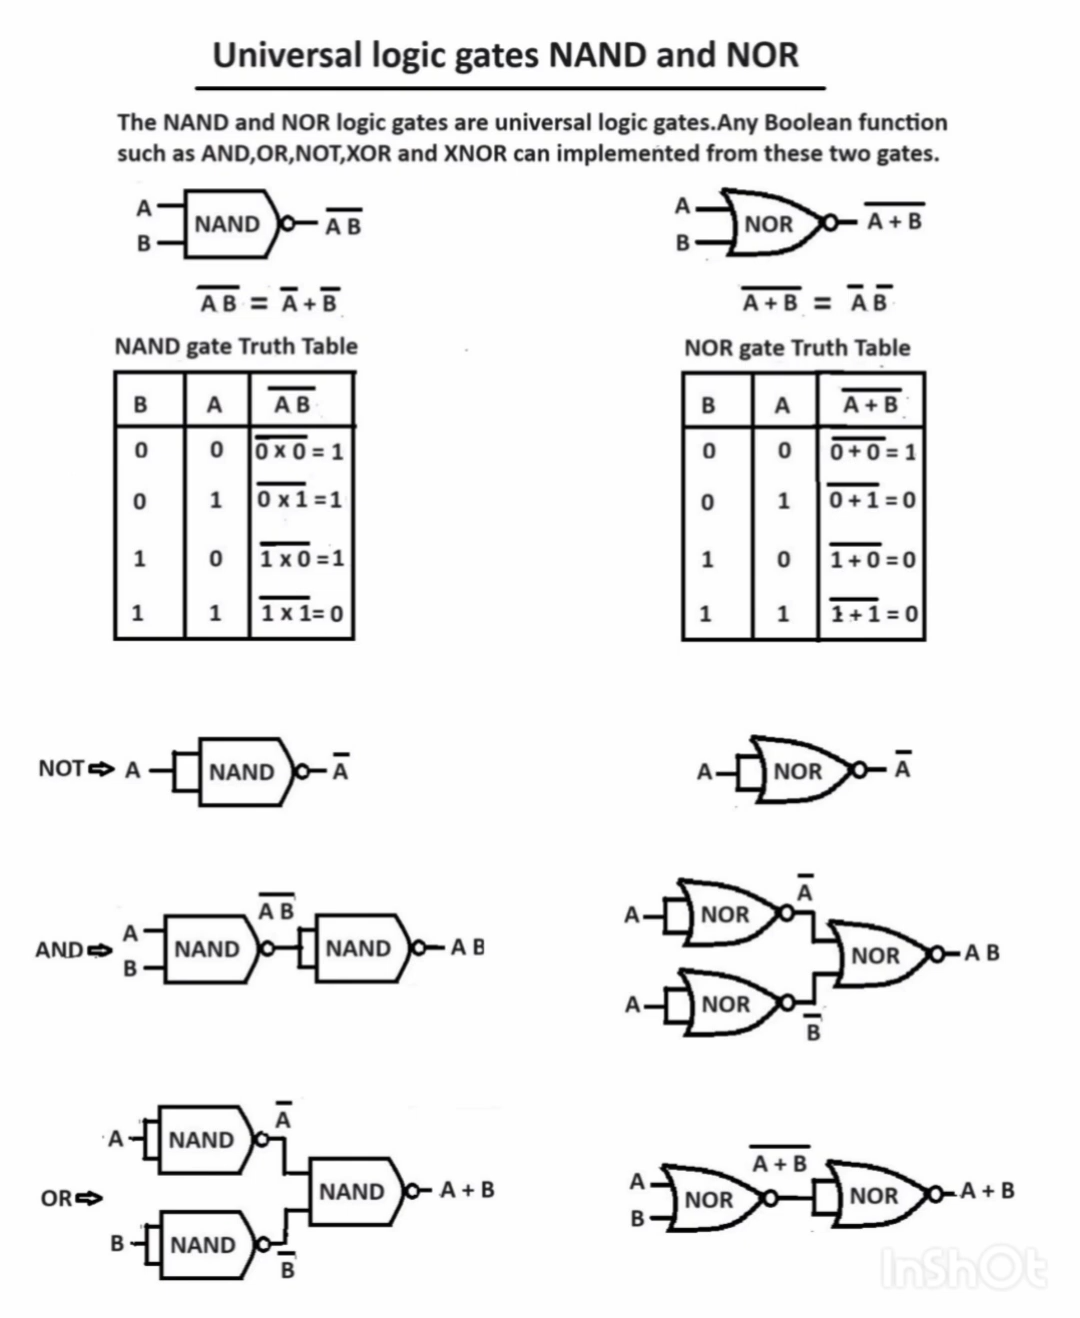 Universal logic gates NAND and NOR
The NAND and NOR logic gates are universal logic gates.Any Boolean function
such as AND,OR,NOT,XOR and XNOR can implemented from these two gates.
A
B
NAND
A̅ ̅B̅
A̅ ̅B̅ = A̅ + B̅
NAND gate Truth Table
B A A̅ ̅B̅
0 0 0̅ ̅x̅ ̅0̅ = 1
0 1 0̅ ̅x̅ ̅1̅ = 1
1 0 1̅ ̅x̅ ̅0̅ = 1
1 1 1̅ ̅x̅ ̅1̅ = 0
A
B
NOR
A̅ ̅+̅ ̅B̅
A̅ ̅+̅ ̅B̅ = A̅ B̅
NOR gate Truth Table
B A A̅ ̅+̅ ̅B̅
0 0 0̅ ̅+̅ ̅0̅ = 1
0 1 0̅ ̅+̅ ̅1̅ = 0
1 0 1̅ ̅+̅ ̅0̅ = 0
1 1 1̅ ̅+̅ ̅1̅ = 0
NOT ⇨ A NAND A̅
A NOR A̅
AND ⇨
A
B
NAND
A̅ ̅B̅
NAND
A B
A NOR A̅
A NOR B̅
NOR A B
OR ⇨
A NAND A̅
B NAND B̅
NAND A + B
A
B
NOR
A̅ ̅+̅ ̅B̅
NOR
A + B
InShOt